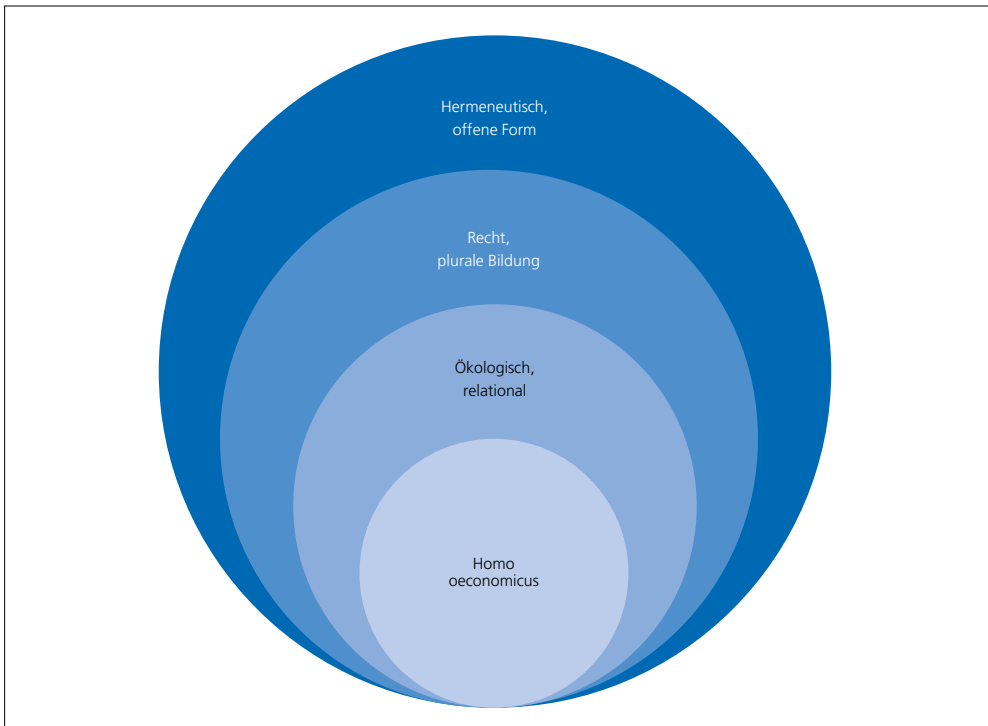 Hermeneutisch,
offene Form
Recht,
plurale Bildung
Ökologisch,
relational
Homo
oeconomicus